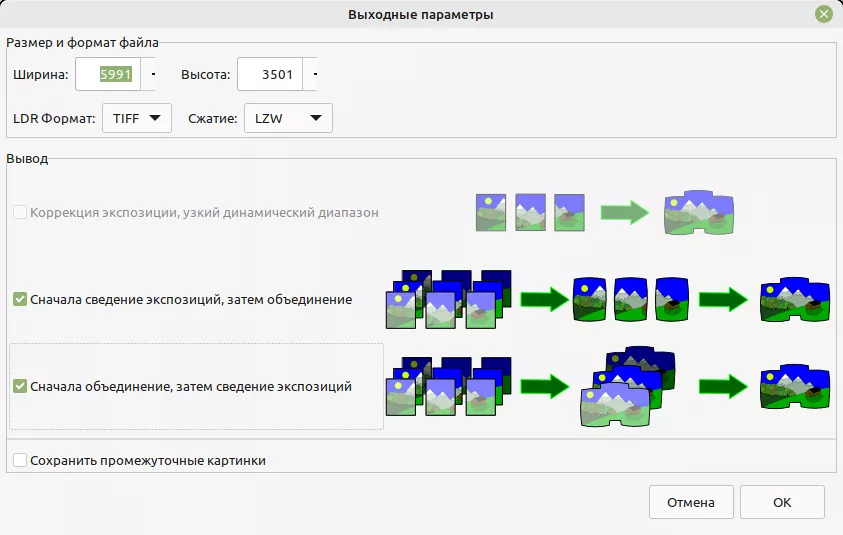 Выходные параметры
Размер и формат файла
Ширина: 5991 Высота: 3501
LDR Формат: TIFF Сжатие: LZW
Вывод
Коррекция экспозиции, узкий динамический диапазон
Сначала сведение экспозиций, затем объединение
Сначала объединение, затем сведение экспозиций
Сохранить промежуточные картинки
Отмена OK